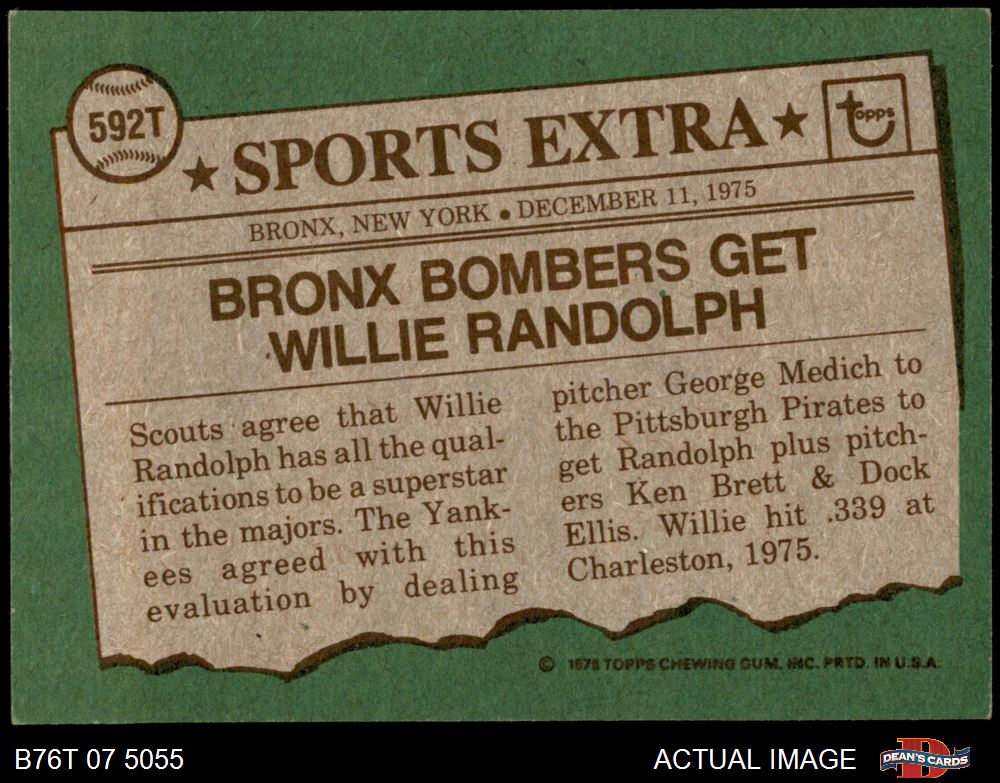 592T
★ SPORTS EXTRA ★
topps
BRONX, NEW YORK • DECEMBER 11, 1975
BRONX BOMBERS GET
WILLIE RANDOLPH
Scouts agree that Willie
Randolph has all the qual-
ifications to be a superstar
in the majors. The Yank-
ees agreed with this
evaluation by dealing
pitcher George Medich to
the Pittsburgh Pirates to
get Randolph plus pitch-
ers Ken Brett & Dock
Ellis. Willie hit .339 at
Charleston, 1975.
© 1976 TOPPS CHEWING GUM, INC. PRTD. IN U.S.A.
B76T 07 5055
ACTUAL IMAGE
DEAN'S CARDS